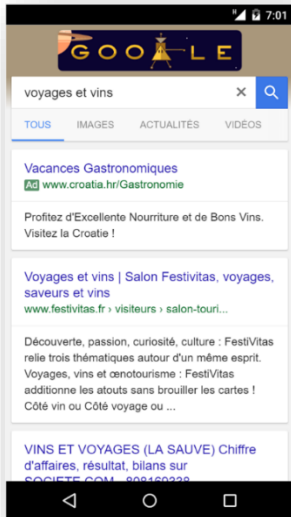 7:01
GOO LE
voyages et vins
TOUS IMAGES ACTUALITÉS VIDÉOS
Vacances Gastronomiques
Ad www.croatia.hr/Gastronomie
Profitez d'Excellente Nourriture et de Bons Vins.
Visitez la Croatie !
Voyages et vins | Salon Festivitas, voyages,
saveurs et vins
www.festivitas.fr › visiteurs › salon-touri...
Découverte, passion, curiosité, culture : FestiVitas
relie trois thématiques autour d'un même esprit.
Voyages, vins et œnotourisme : FestiVitas
additionne les atouts sans brouiller les cartes !
Côté vin ou Côté voyage ou ...
VINS ET VOYAGES (LA SAUVE) Chiffre
d'affaires, résultat, bilans sur
SOCIETE.COM